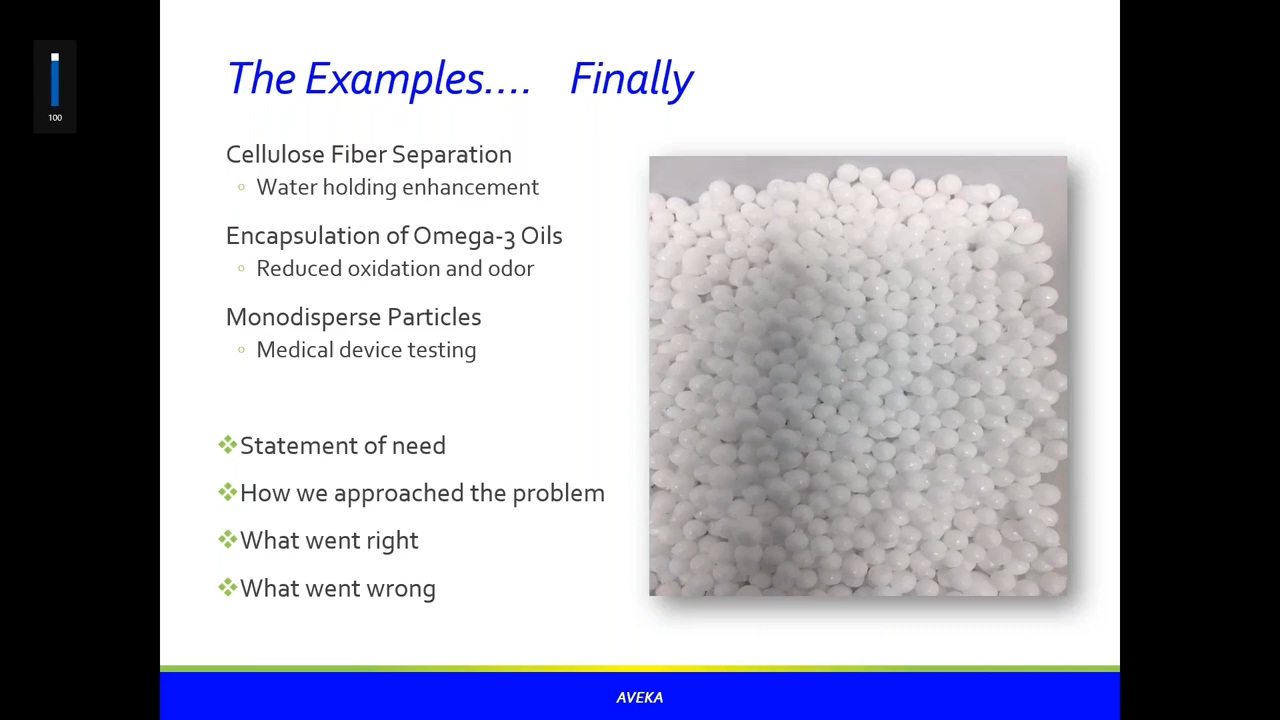 100
The Examples.... Finally
Cellulose Fiber Separation
Water holding enhancement
Encapsulation of Omega-3 Oils
Reduced oxidation and odor
Monodisperse Particles
Medical device testing
Statement of need
How we approached the problem
What went right
What went wrong
AVEKA